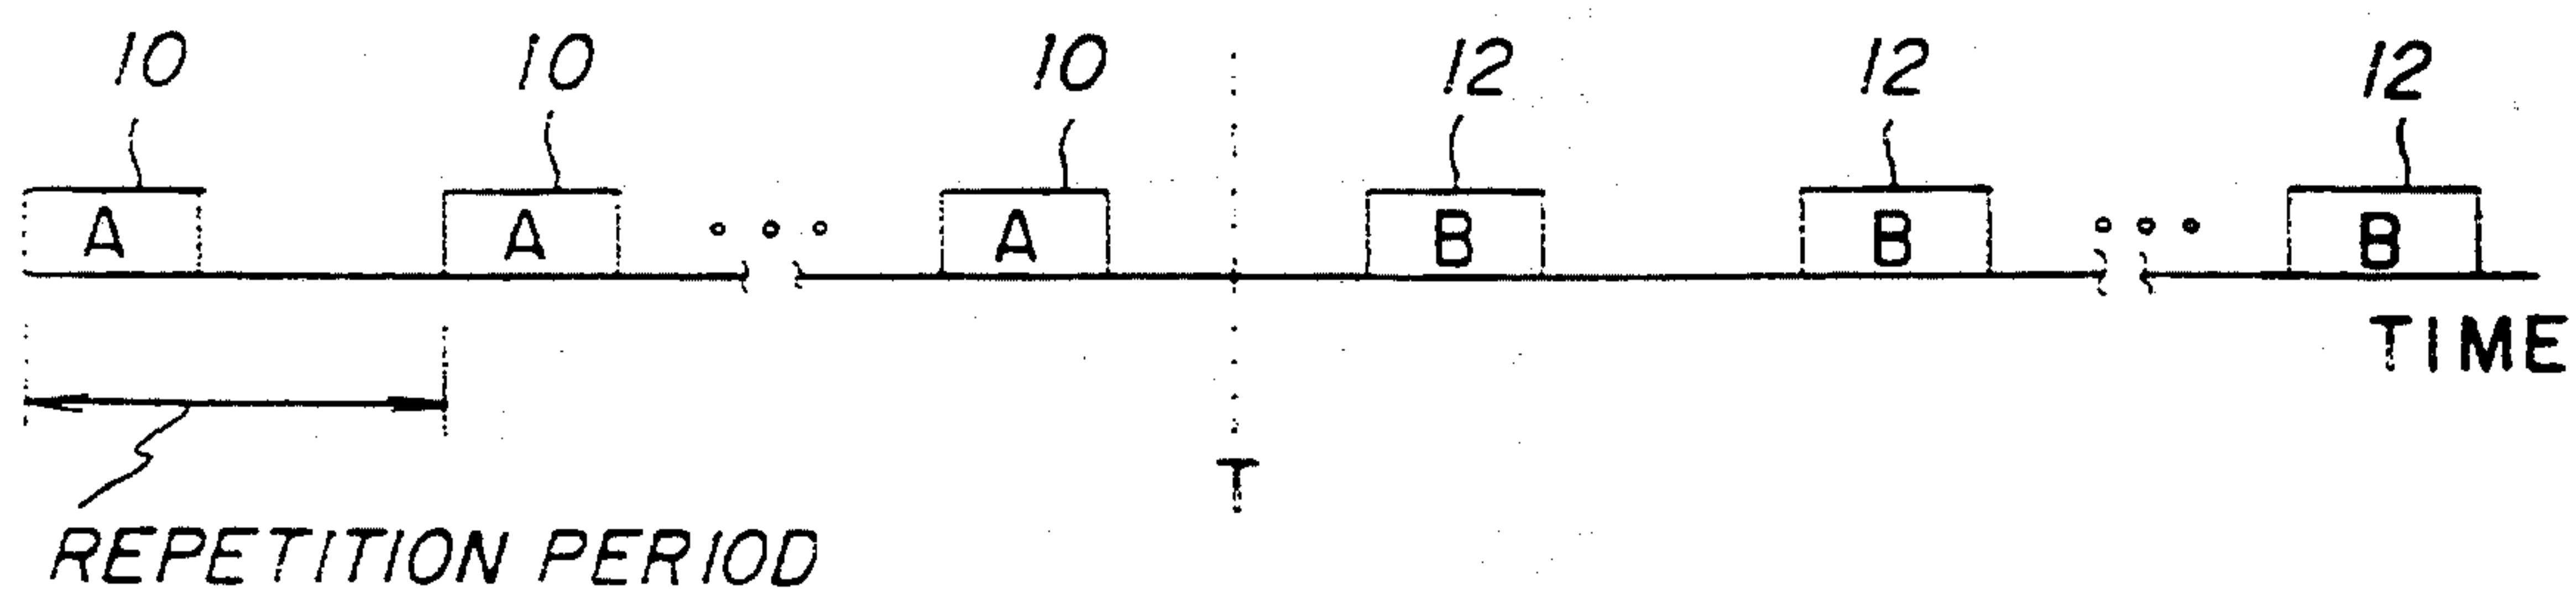 10 10 10 12 12 12
A A A B B B
TIME
T
REPETITION PERIOD